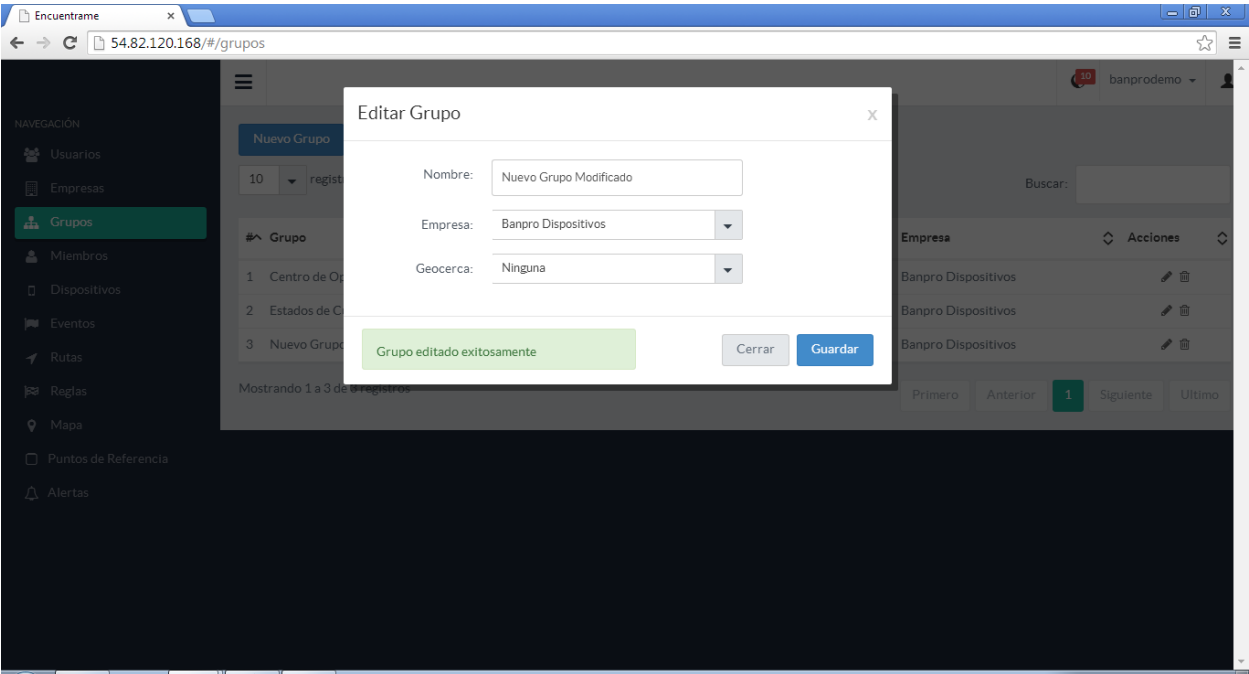 Encuentrame
54.82.120.168/#/grupos
10 banprodemo
Editar Grupo x
NAVEGACIÓN
Usuarios
Empresas
Grupos
Miembros
Dispositivos
Eventos
Rutas
Reglas
Mapa
Puntos de Referencia
Alertas
Nuevo Grupo
10 regist
Buscar:
Nombre: Nuevo Grupo Modificado
Empresa: Banpro Dispositivos
Geocerca: Ninguna
Grupo editado exitosamente
Cerrar Guardar
# Grupo Empresa Acciones
1 Centro de Op Banpro Dispositivos
2 Estados de C Banpro Dispositivos
3 Nuevo Grupo Banpro Dispositivos
Mostrando 1 a 3 de 3 registros
Primero Anterior 1 Siguiente Ultimo